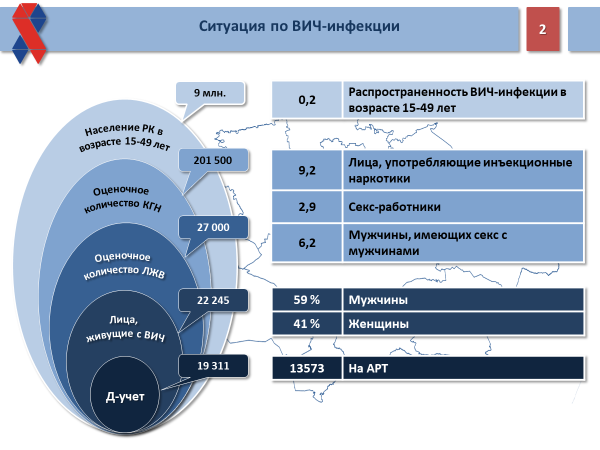 Ситуация по ВИЧ-инфекции
2
9 млн.
Население РК в
возрасте 15-49 лет
201 500
Оценочное
количество КГН
27 000
Оценочное
количество ЛЖВ
22 245
Лица,
живущие с ВИЧ
19 311
Д-учет
0,2
Распространенность ВИЧ-инфекции в
возрасте 15-49 лет
9,2
Лица, употребляющие инъекционные
наркотики
2,9
Секс-работники
6,2
Мужчины, имеющих секс с
мужчинами
59 %
Мужчины
41 %
Женщины
13573
На АРТ